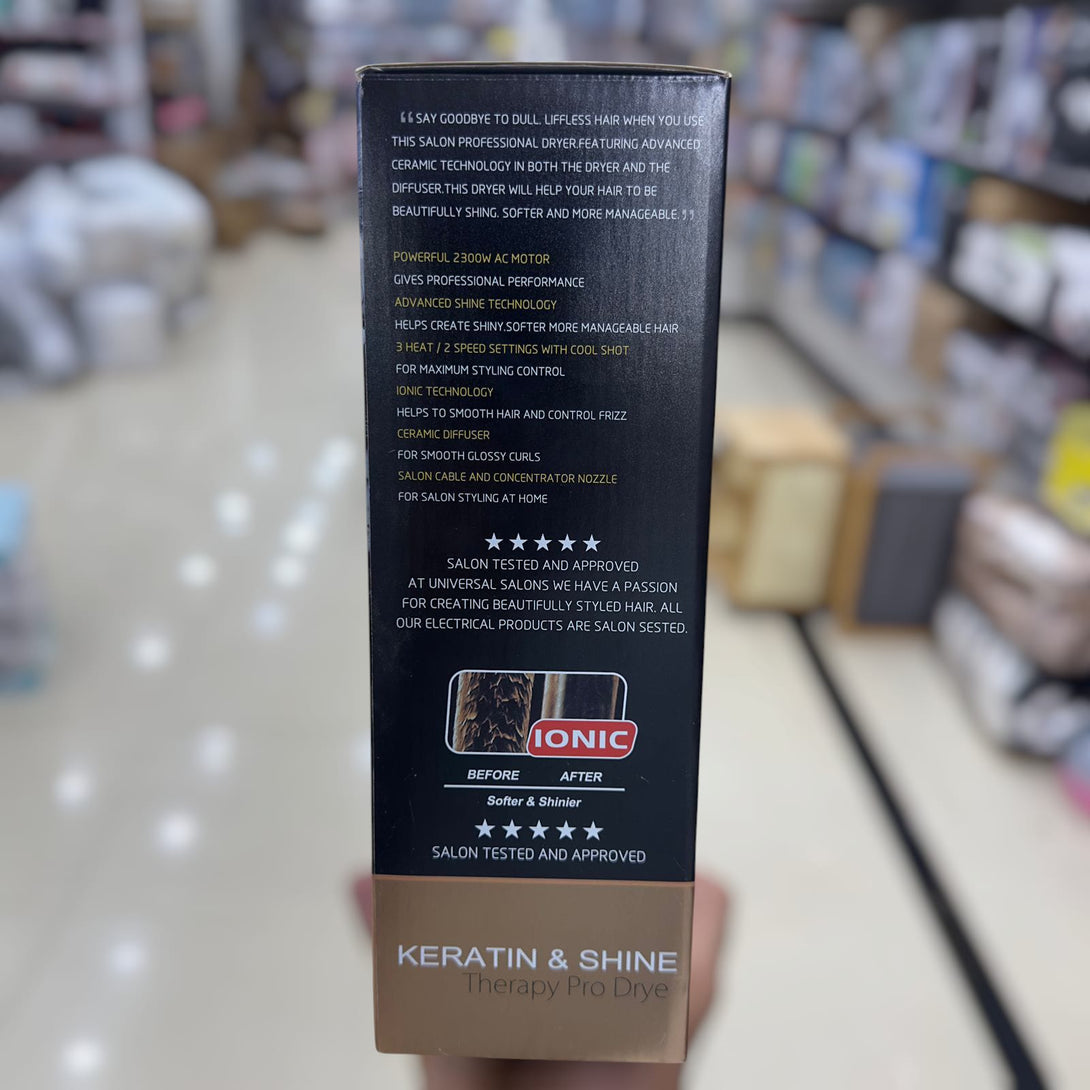 “SAY GOODBYE TO DULL. LIFFLESS HAIR WHEN YOU USE
THIS SALON PROFESSIONAL DRYER.FEATURING ADVANCED
CERAMIC TECHNOLOGY IN BOTH THE DRYER AND THE
DIFFUSER.THIS DRYER WILL HELP YOUR HAIR TO BE
BEAUTIFULLY SHING. SOFTER AND MORE MANAGEABLE.”
POWERFUL 2300W AC MOTOR
GIVES PROFESSIONAL PERFORMANCE
ADVANCED SHINE TECHNOLOGY
HELPS CREATE SHINY.SOFTER MORE MANAGEABLE HAIR
3 HEAT / 2 SPEED SETTINGS WITH COOL SHOT
FOR MAXIMUM STYLING CONTROL
IONIC TECHNOLOGY
HELPS TO SMOOTH HAIR AND CONTROL FRIZZ
CERAMIC DIFFUSER
FOR SMOOTH GLOSSY CURLS
SALON CABLE AND CONCENTRATOR NOZZLE
FOR SALON STYLING AT HOME
SALON TESTED AND APPROVED
AT UNIVERSAL SALONS WE HAVE A PASSION
FOR CREATING BEAUTIFULLY STYLED HAIR. ALL
OUR ELECTRICAL PRODUCTS ARE SALON SESTED.
IONIC
BEFORE AFTER
Softer & Shinier
SALON TESTED AND APPROVED
KERATIN & SHINE
Therapy Pro Drye